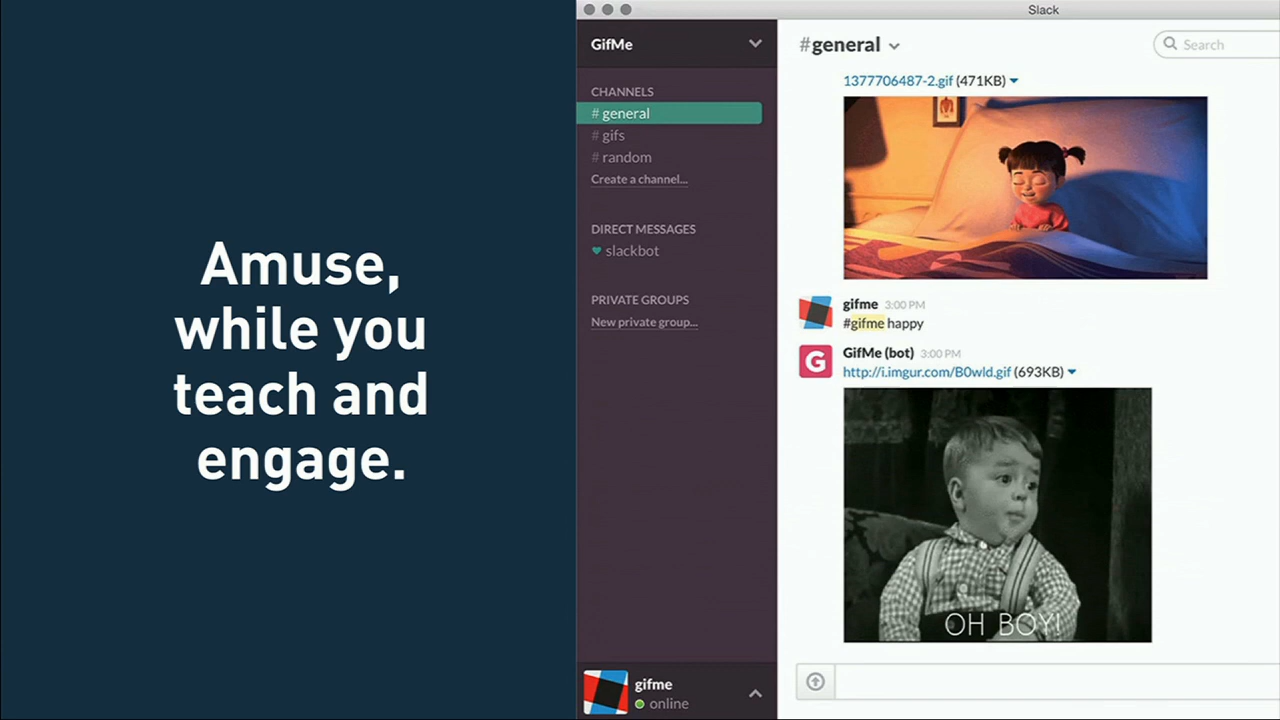 Amuse,
while you
teach and
engage.
Slack
GifMe
CHANNELS
# general
# gifs
# random
Create a channel...
DIRECT MESSAGES
slackbot
PRIVATE GROUPS
New private group...
gifme
online
#general
Search
1377706487-2.gif (471KB)
gifme 3:00 PM
#gifme happy
G
GifMe (bot) 3:00 PM
http://i.imgur.com/B0wld.gif (693KB)
OH BOY!